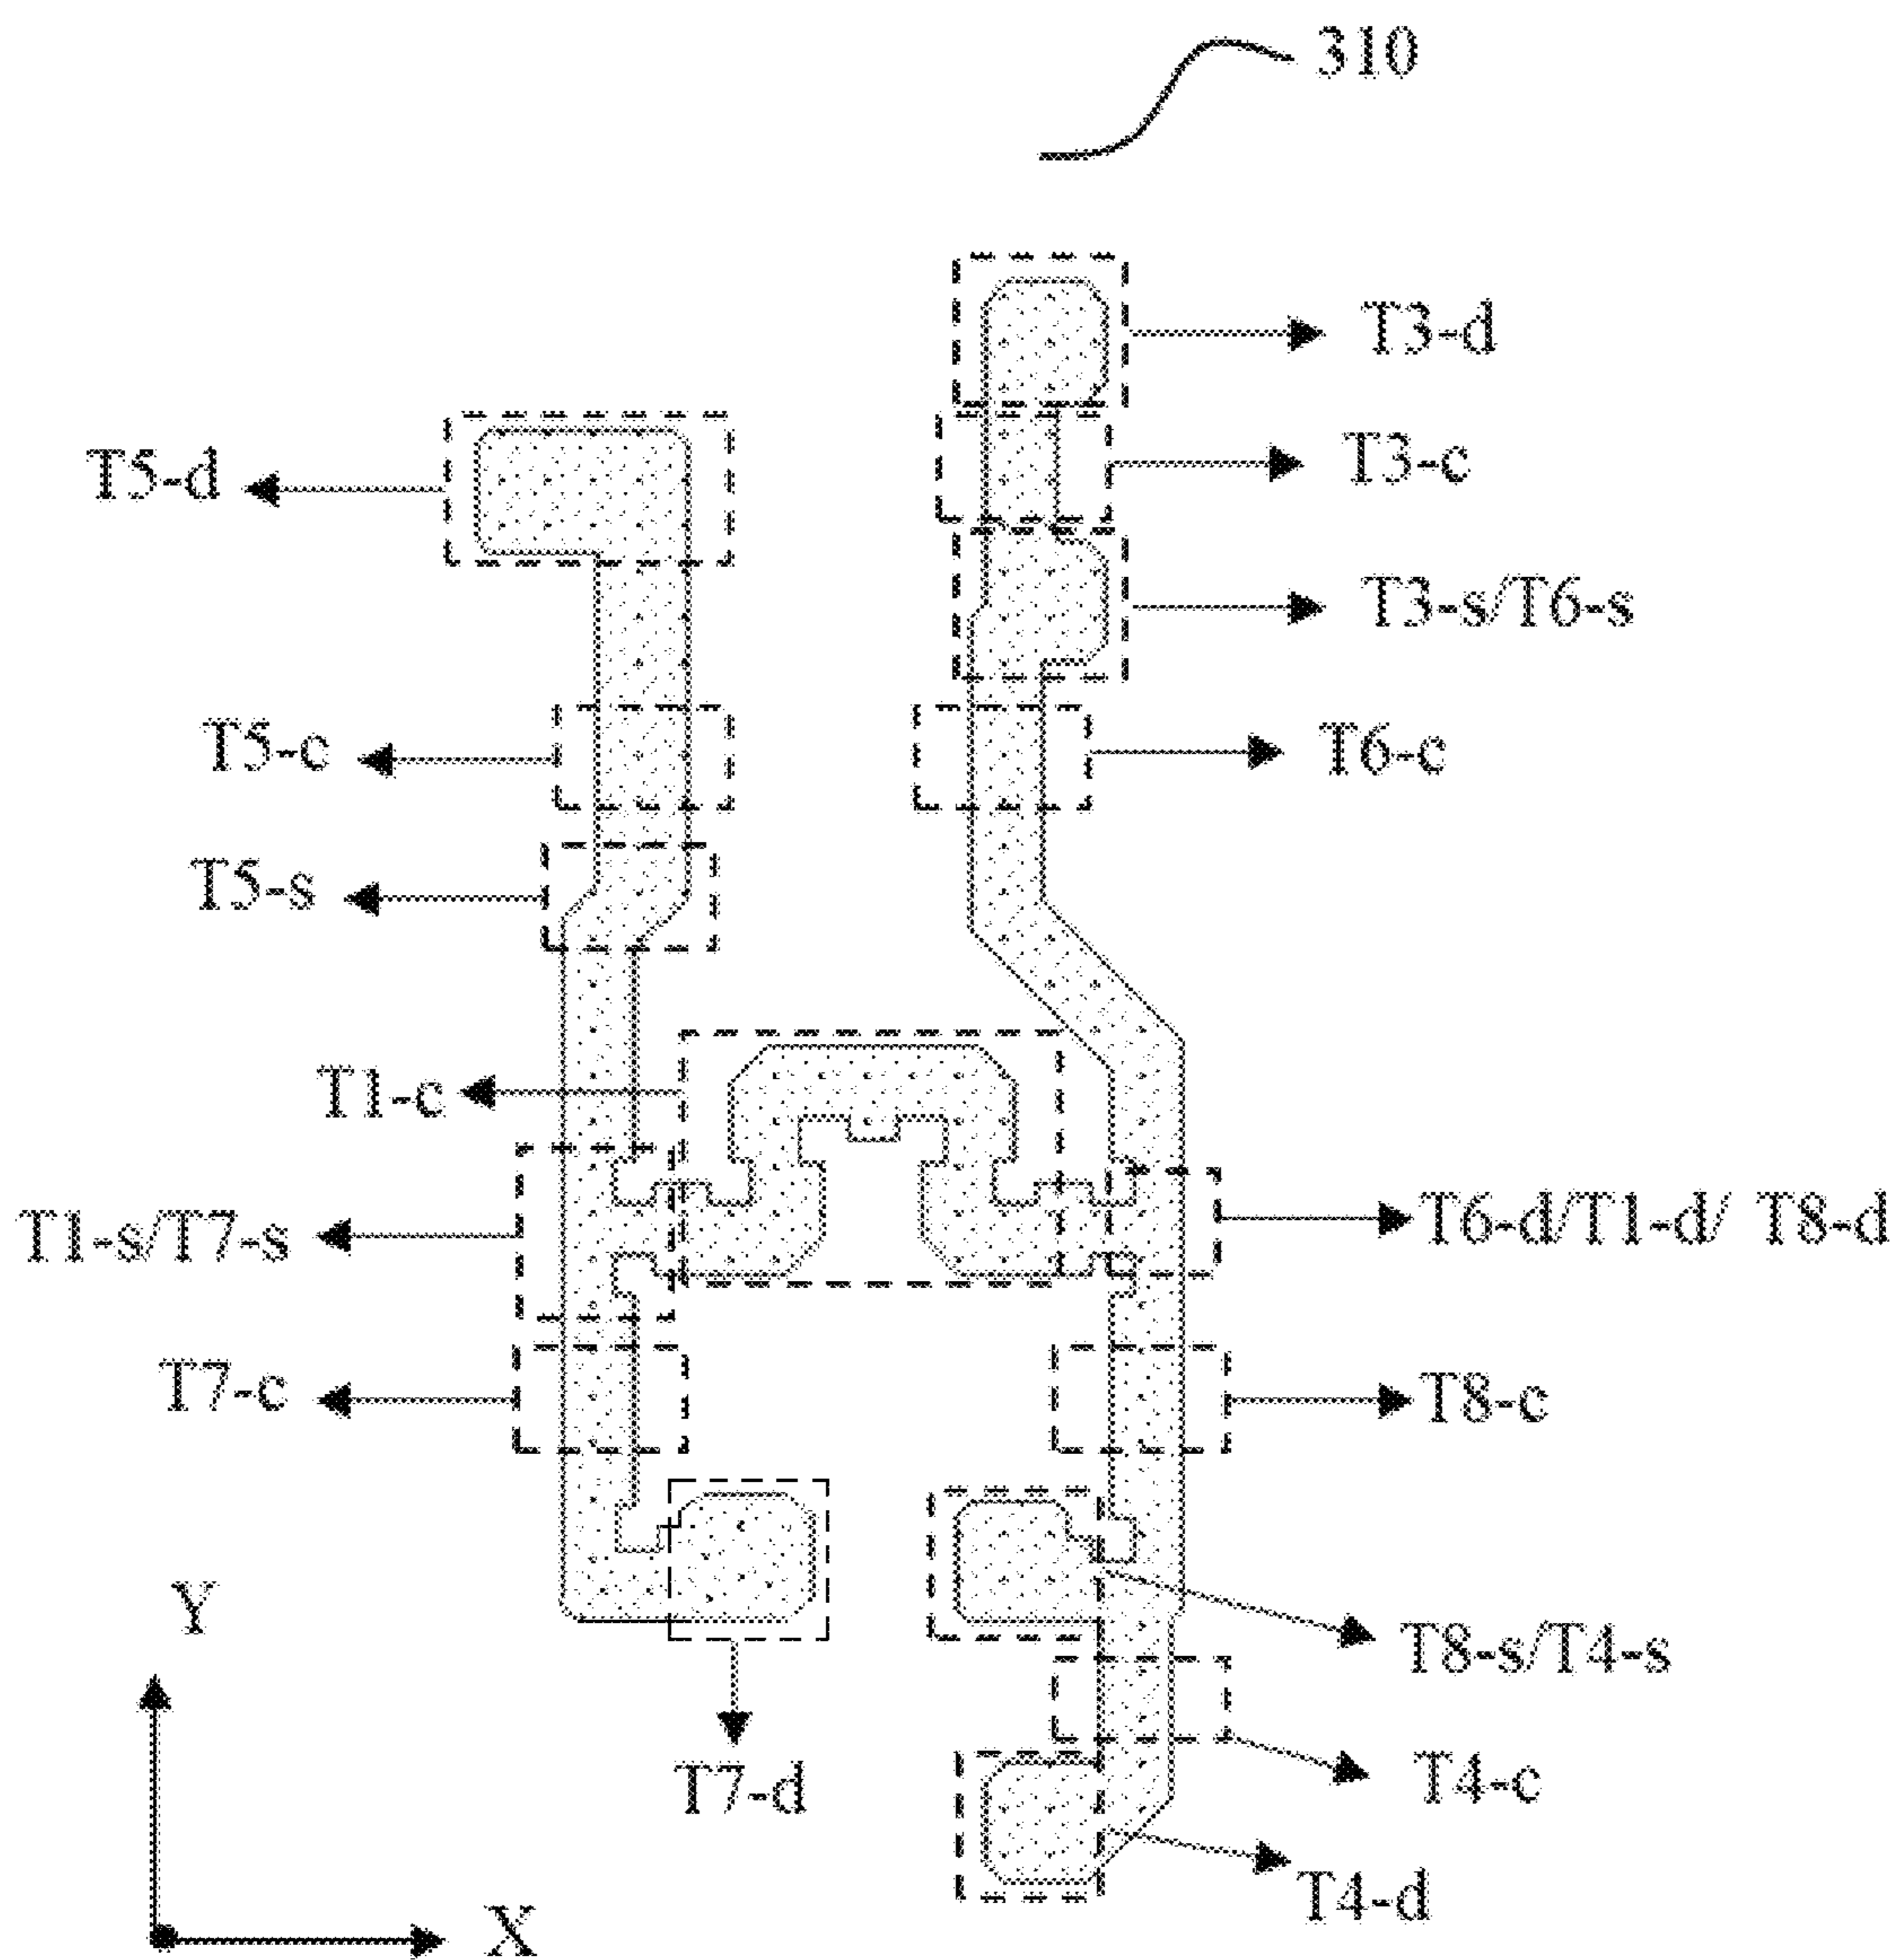 310
T3-d
T5-d
T3-c
T3-s/T6-s
T5-c
T6-c
T5-s
T1-c
T1-s/T7-s
T6-d/T1-d/ T8-d
T7-c
T8-c
Y
T8-s/T4-s
T7-d
T4-c
T4-d
X